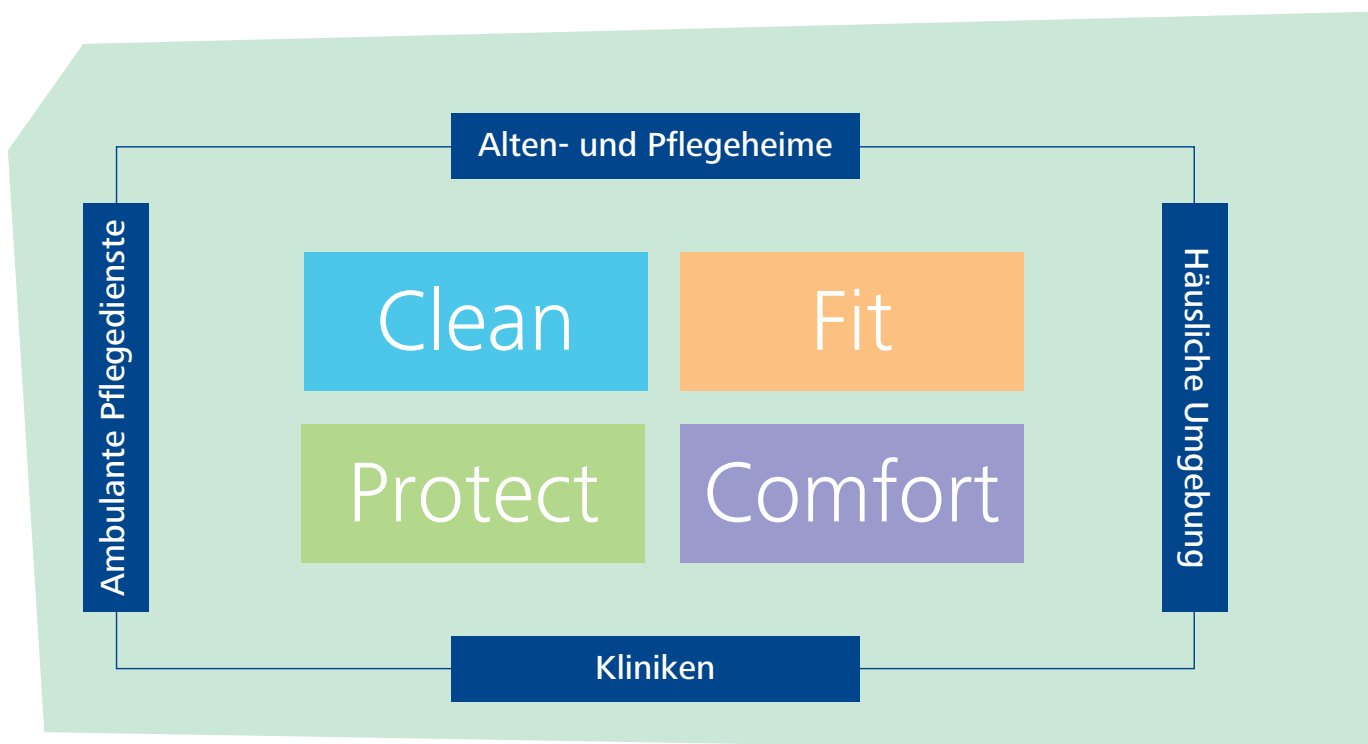 Alten- und Pflegeheime
Ambulante Pflegedienste
Clean
Fit
Protect
Comfort
Häusliche Umgebung
Kliniken